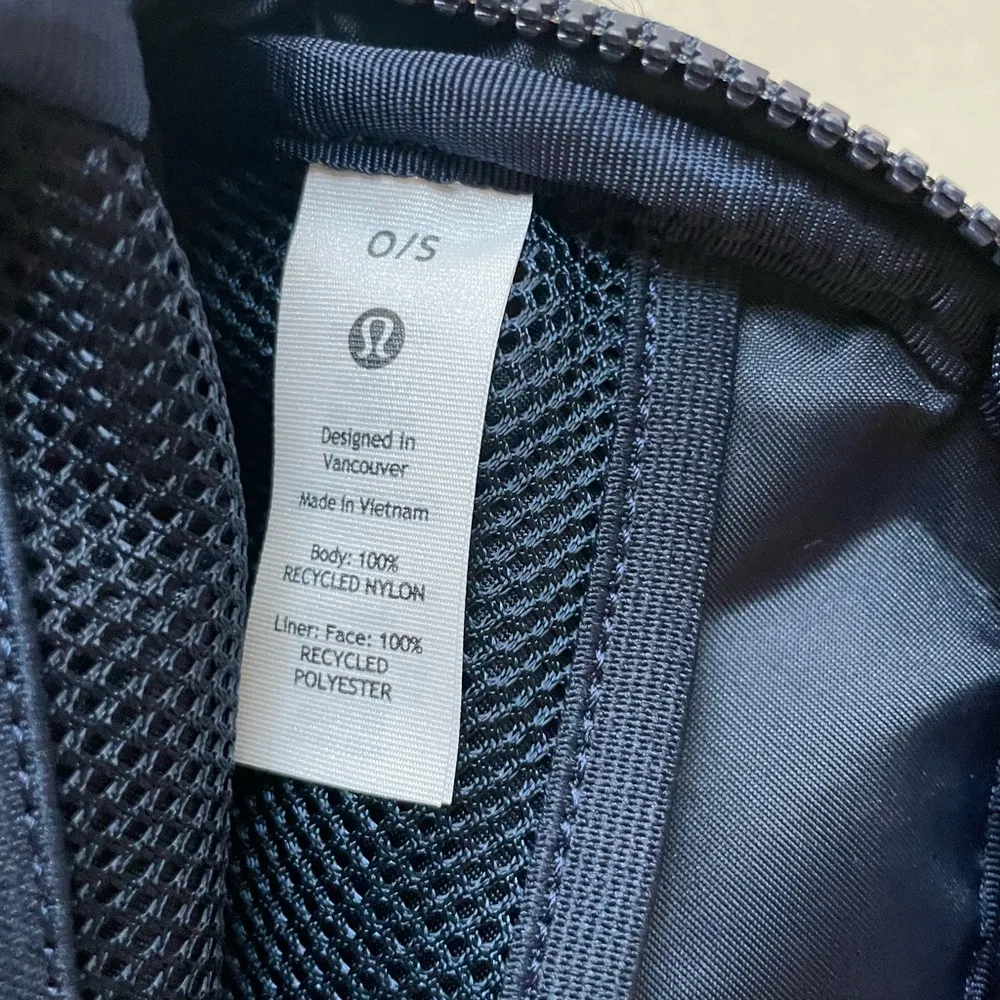 O/S
Designed in
Vancouver
Made in Vietnam
Body: 100%
RECYCLED NYLON
Liner: Face: 100%
RECYCLED
POLYESTER